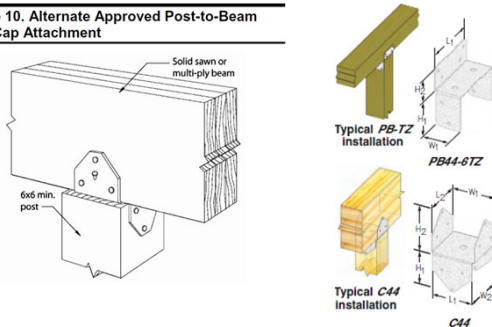 10. Alternate Approved Post-to-Beam
Cap Attachment
Solid sawn or
multi-ply beam
6x6 min.
post
L1
H2
H1
W1
Typical PB-TZ
installation
PB44-6TZ
L2
W1
H2
H1
L1
W2
Typical C44
installation
C44